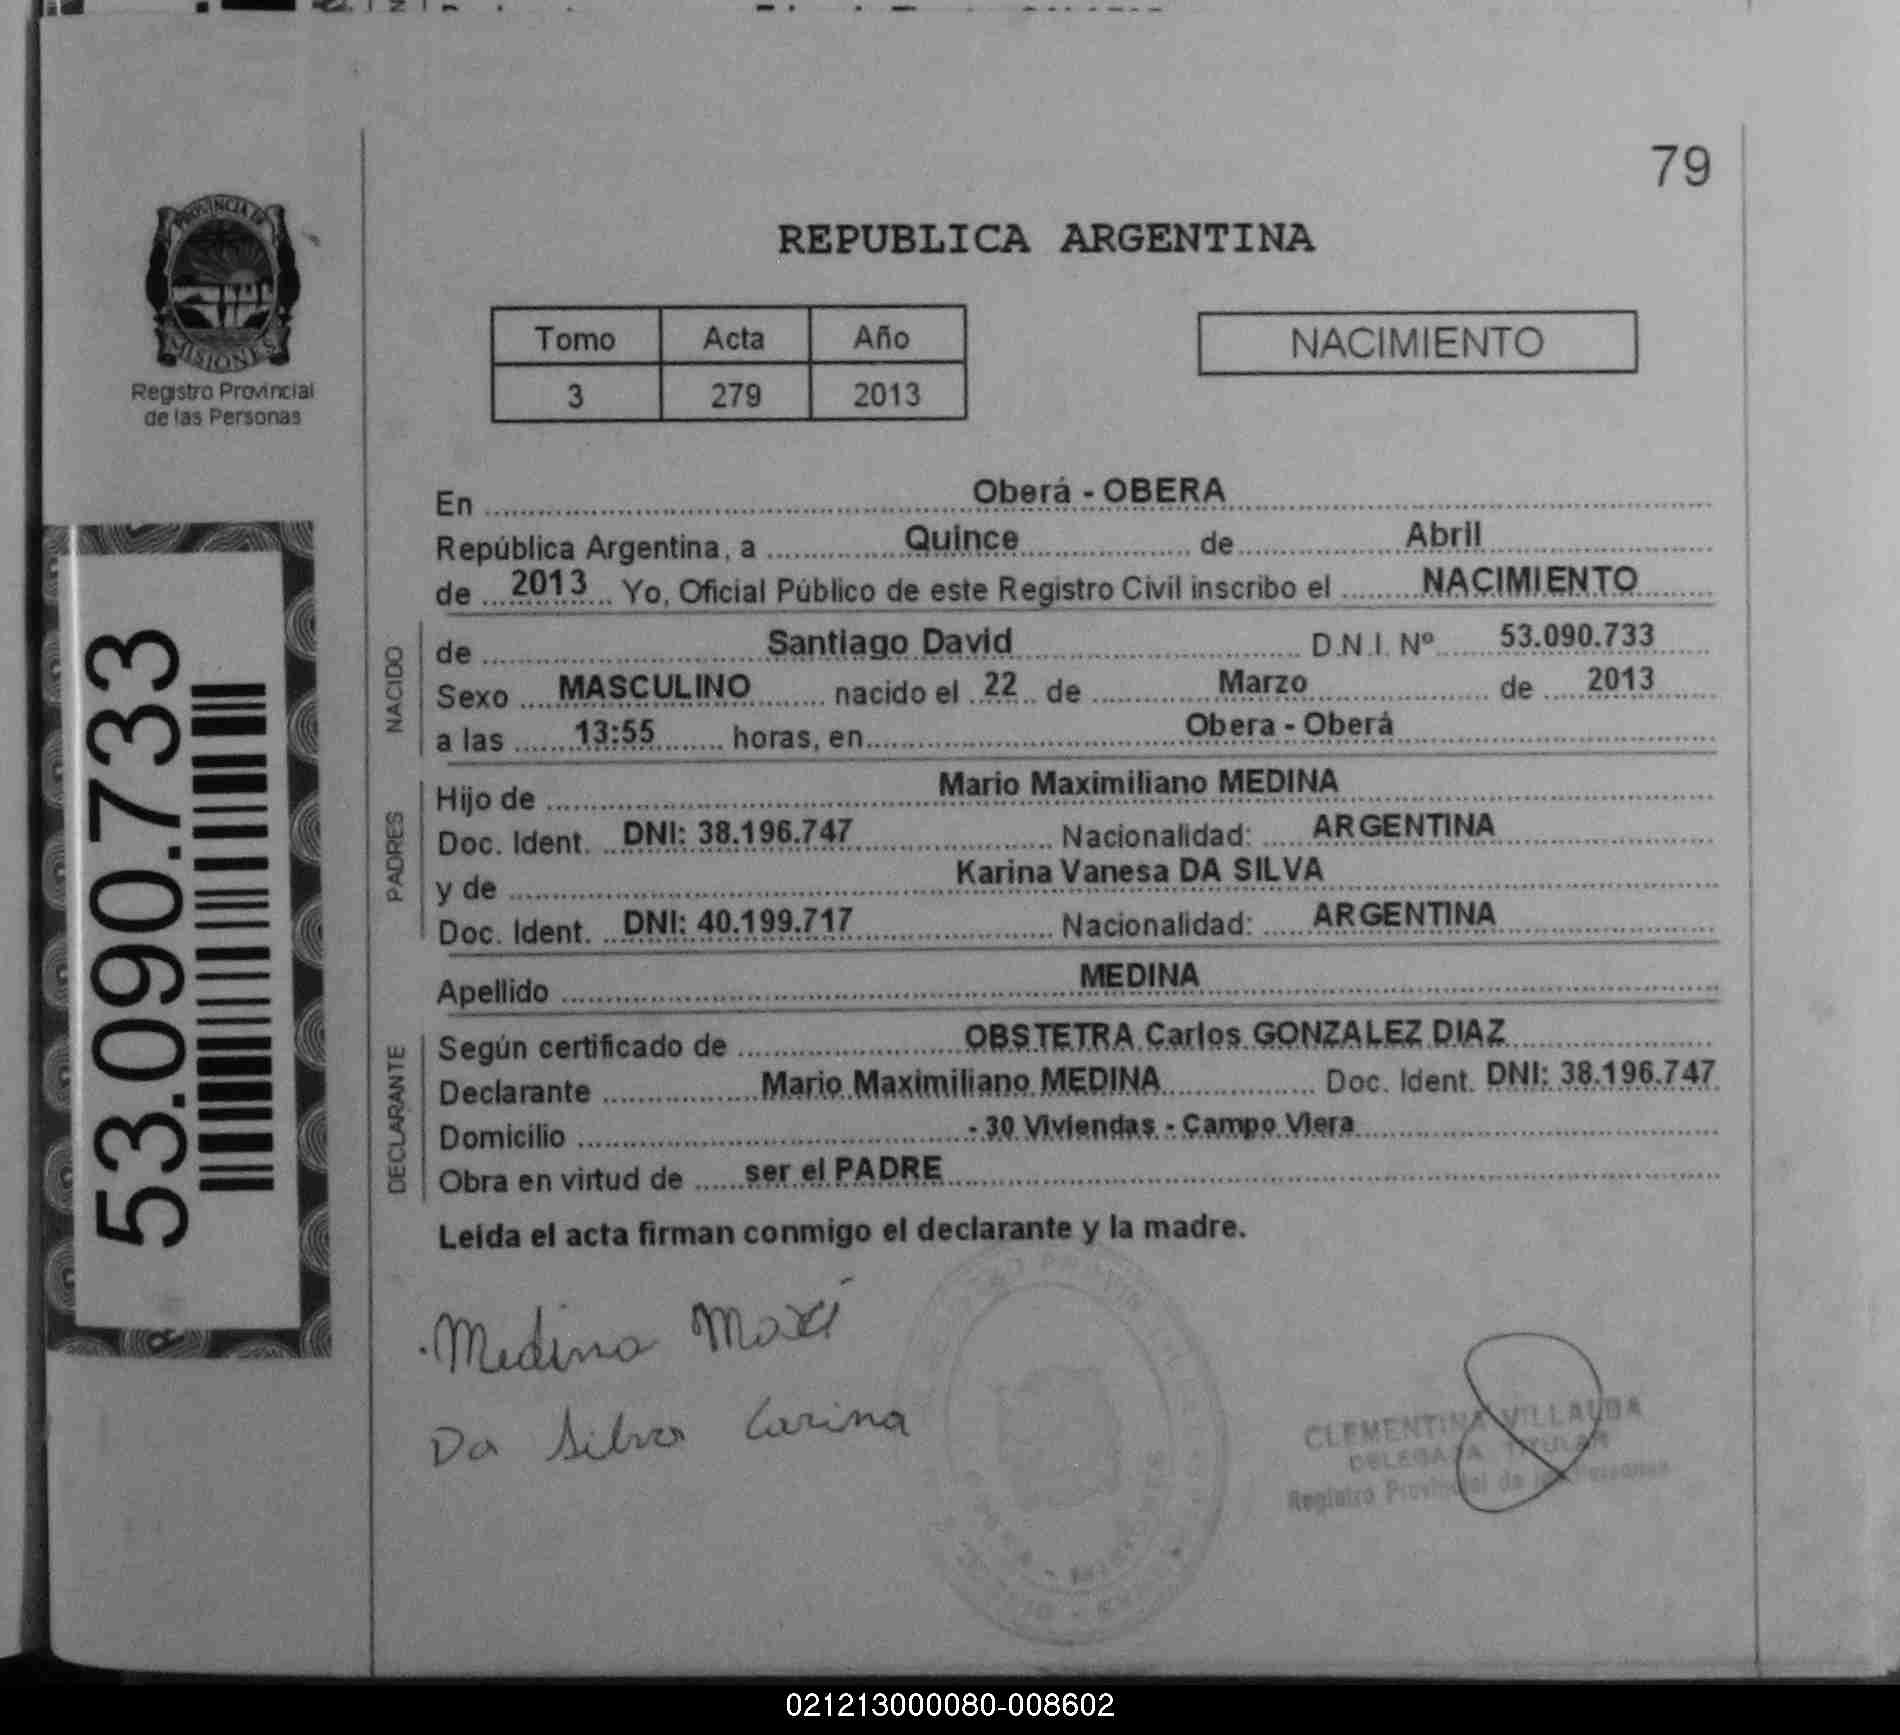 79
PROVINCIA DE
MISIONES
Registro Provincial
de las Personas
REPUBLICA ARGENTINA
Tomo Acta Año
3 279 2013
NACIMIENTO
En Oberá - OBERA
República Argentina, a Quince de Abril
de 2013 Yo, Oficial Público de este Registro Civil inscribo el NACIMIENTO
NACIDO
de Santiago David D.N.I. Nº 53.090.733
Sexo MASCULINO nacido el 22 de Marzo de 2013
a las 13:55 horas, en Obera - Oberá
PADRES
Hijo de Mario Maximiliano MEDINA
Doc. Ident. DNI: 38.196.747 Nacionalidad: ARGENTINA
y de Karina Vanesa DA SILVA
Doc. Ident. DNI: 40.199.717 Nacionalidad: ARGENTINA
Apellido MEDINA
DECLARANTE
Según certificado de OBSTETRA Carlos GONZALEZ DIAZ
Declarante Mario Maximiliano MEDINA Doc. Ident. DNI: 38.196.747
Domicilio - 30 Viviendas - Campo Viera
Obra en virtud de ser el PADRE
Leida el acta firman conmigo el declarante y la madre.
53.090.733
Medina Maxi
Da Silva Carina
CLEMENTINA VILLALBA
DELEGADA TITULAR
Registro Provincial de las Personas
021213000080-008602